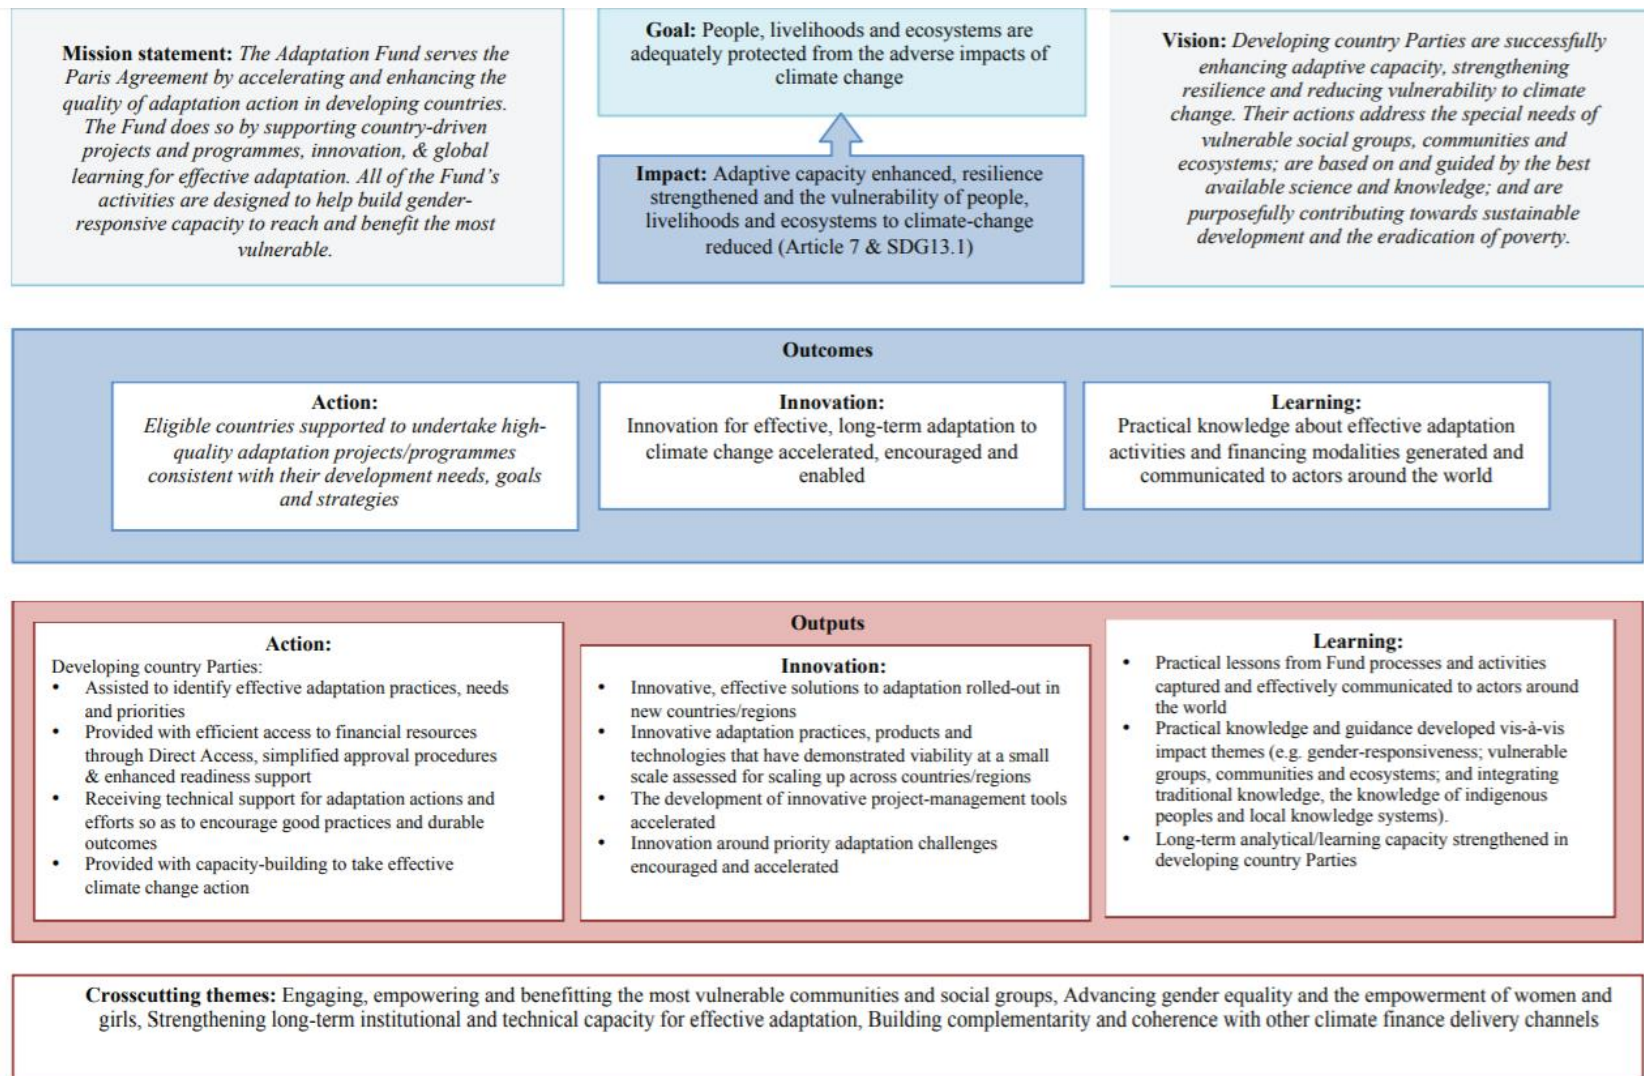 Mission statement: The Adaptation Fund serves the
Paris Agreement by accelerating and enhancing the
quality of adaptation action in developing countries.
The Fund does so by supporting country-driven
projects and programmes, innovation, & global
learning for effective adaptation. All of the Fund's
activities are designed to help build gender-
responsive capacity to reach and benefit the most
vulnerable.
Goal: People, livelihoods and ecosystems are
adequately protected from the adverse impacts of
climate change
Impact: Adaptive capacity enhanced, resilience
strengthened and the vulnerability of people,
livelihoods and ecosystems to climate-change
reduced (Article 7 & SDG13.1)
Vision: Developing country Parties are successfully
enhancing adaptive capacity, strengthening
resilience and reducing vulnerability to climate
change. Their actions address the special needs of
vulnerable social groups, communities and
ecosystems; are based on and guided by the best
available science and knowledge; and are
purposefully contributing towards sustainable
development and the eradication of poverty.
Outcomes
Action:
Eligible countries supported to undertake high-
quality adaptation projects/programmes
consistent with their development needs, goals
and strategies
Innovation:
Innovation for effective, long-term adaptation to
climate change accelerated, encouraged and
enabled
Learning:
Practical knowledge about effective adaptation
activities and financing modalities generated and
communicated to actors around the world
Outputs
Action:
Developing country Parties:
• Assisted to identify effective adaptation practices, needs
and priorities
• Provided with efficient access to financial resources
through Direct Access, simplified approval procedures
& enhanced readiness support
• Receiving technical support for adaptation actions and
efforts so as to encourage good practices and durable
outcomes
• Provided with capacity-building to take effective
climate change action
Innovation:
• Innovative, effective solutions to adaptation rolled-out in
new countries/regions
• Innovative adaptation practices, products and
technologies that have demonstrated viability at a small
scale assessed for scaling up across countries/regions
• The development of innovative project-management tools
accelerated
• Innovation around priority adaptation challenges
encouraged and accelerated
Learning:
• Practical lessons from Fund processes and activities
captured and effectively communicated to actors around
the world
• Practical knowledge and guidance developed vis-à-vis
impact themes (e.g. gender-responsiveness; vulnerable
groups, communities and ecosystems; and integrating
traditional knowledge, the knowledge of indigenous
peoples and local knowledge systems).
• Long-term analytical/learning capacity strengthened in
developing country Parties
Crosscutting themes: Engaging, empowering and benefitting the most vulnerable communities and social groups, Advancing gender equality and the empowerment of women and
girls, Strengthening long-term institutional and technical capacity for effective adaptation, Building complementarity and coherence with other climate finance delivery channels